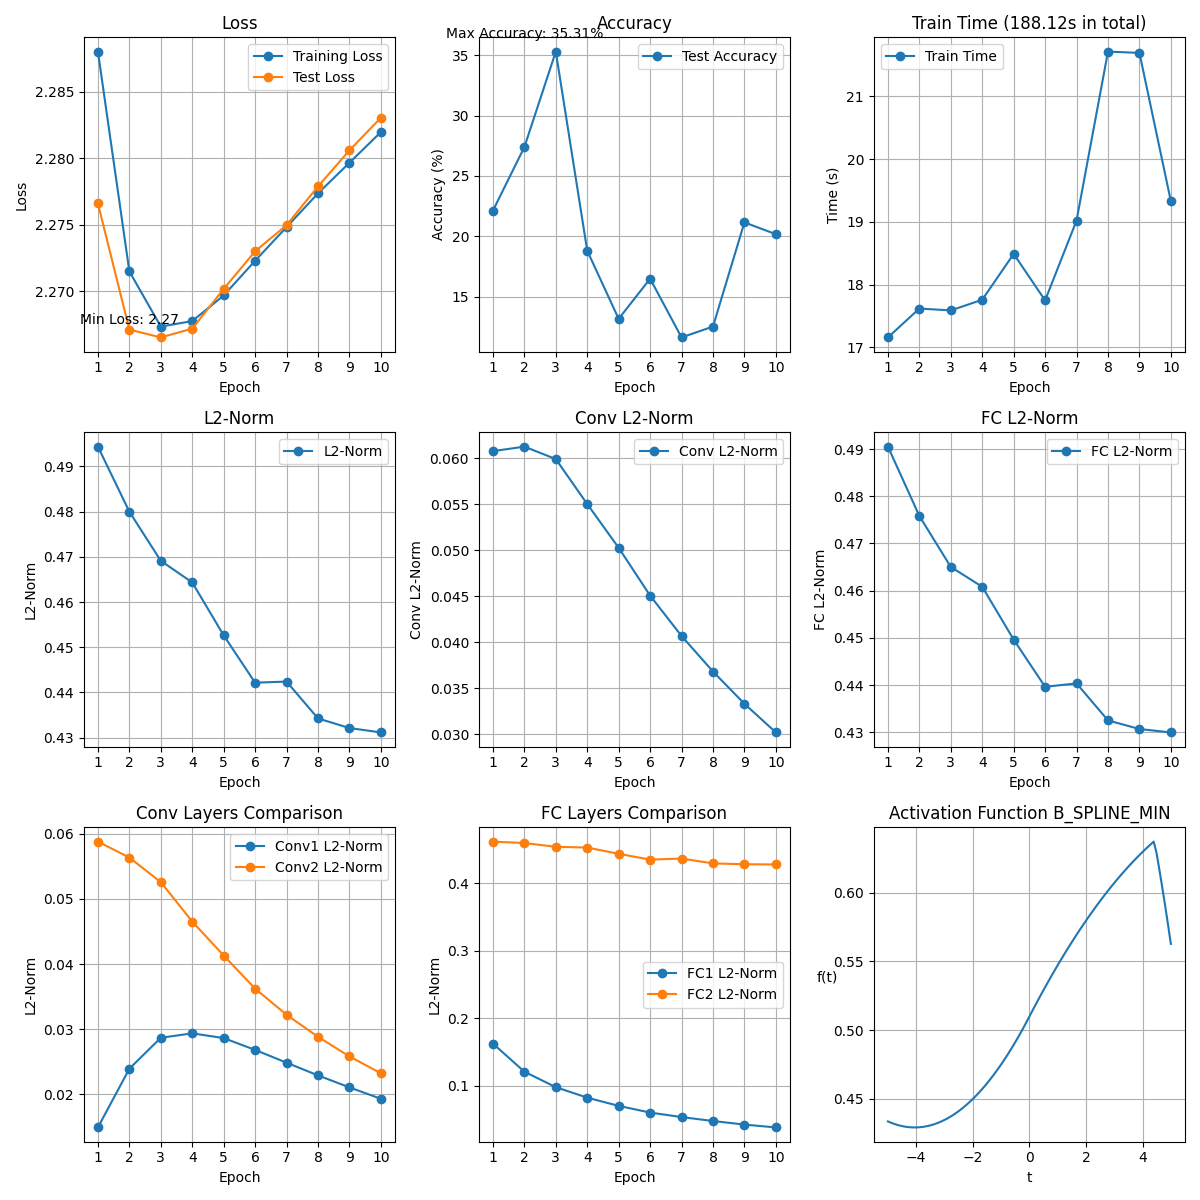 Loss
Training Loss
Test Loss
Min Loss: 2.27
2.285
2.280
2.275
2.270
Loss
1 2 3 4 5 6 7 8 9 10
Epoch
Accuracy
Max Accuracy: 35.31%
Test Accuracy
35
30
25
20
15
Accuracy (%)
1 2 3 4 5 6 7 8 9 10
Epoch
Train Time (188.12s in total)
Train Time
21
20
19
18
17
Time (s)
1 2 3 4 5 6 7 8 9 10
Epoch
L2-Norm
L2-Norm
0.49
0.48
0.47
0.46
0.45
0.44
0.43
L2-Norm
1 2 3 4 5 6 7 8 9 10
Epoch
Conv L2-Norm
Conv L2-Norm
0.060
0.055
0.050
0.045
0.040
0.035
0.030
Conv L2-Norm
1 2 3 4 5 6 7 8 9 10
Epoch
FC L2-Norm
FC L2-Norm
0.49
0.48
0.47
0.46
0.45
0.44
0.43
FC L2-Norm
1 2 3 4 5 6 7 8 9 10
Epoch
Conv Layers Comparison
Conv1 L2-Norm
Conv2 L2-Norm
0.06
0.05
0.04
0.03
0.02
L2-Norm
1 2 3 4 5 6 7 8 9 10
Epoch
FC Layers Comparison
FC1 L2-Norm
FC2 L2-Norm
0.4
0.3
0.2
0.1
L2-Norm
1 2 3 4 5 6 7 8 9 10
Epoch
Activation Function B_SPLINE_MIN
0.60
0.55
0.50
0.45
f(t)
−4 −2 0 2 4
t